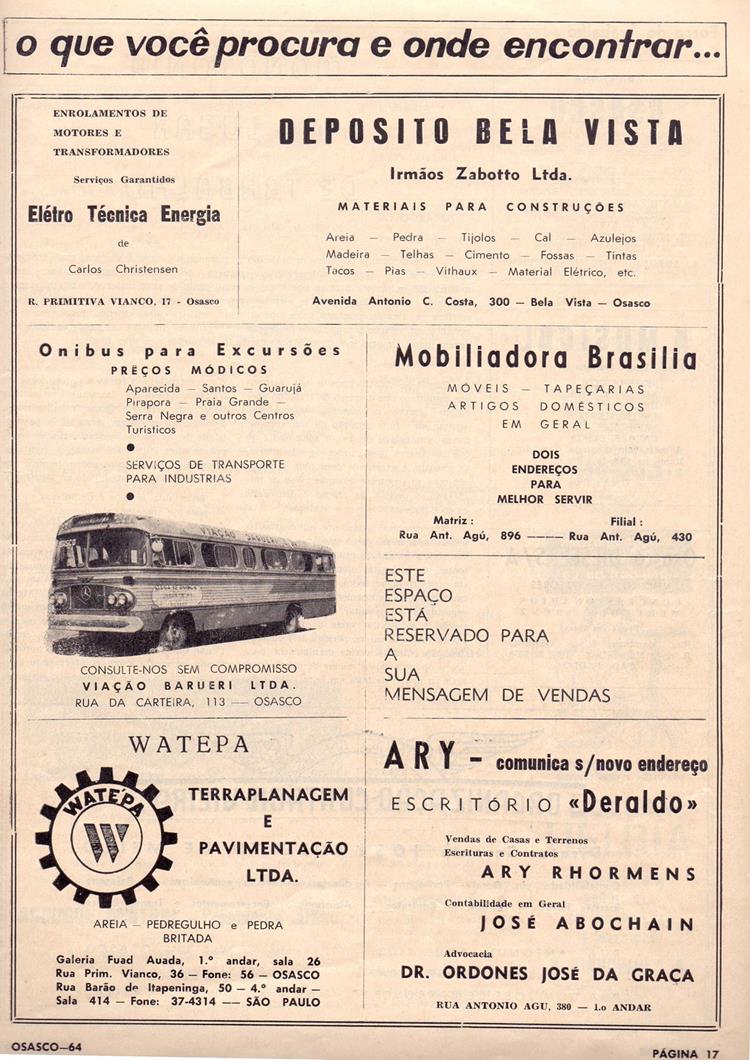 o que você procura e onde encontrar...
ENROLAMENTOS DE
MOTORES E
TRANSFORMADORES
Serviços Garantidos
Elétro Técnica Energia
de
Carlos Christensen
R. PRIMITIVA VIANCO, 17 - Osasco
DEPOSITO BELA VISTA
Irmãos Zabotto Ltda.
MATERIAIS PARA CONSTRUÇÕES
Areia — Pedra — Tijolos — Cal — Azulejos
Madeira — Telhas — Cimento — Fossas — Tintas
Tacos — Pias — Vithaux — Material Elétrico, etc.
Avenida Antonio C. Costa, 300 — Bela Vista — Osasco
Onibus para Excursões
PRÊÇOS MÓDICOS
Aparecida — Santos — Guarujá
Pirapora — Praia Grande —
Serra Negra e outros Centros
Turisticos
SERVIÇOS DE TRANSPORTE
PARA INDUSTRIAS
VIAÇÃO
CONSULTE-NOS SEM COMPROMISSO
VIAÇÃO BARUERI LTDA.
RUA DA CARTEIRA, 113 — OSASCO
Mobiliadora Brasilia
MÓVEIS — TAPEÇARIAS
ARTIGOS DOMÉSTICOS
EM GERAL
DOIS
ENDEREÇOS
PARA
MELHOR SERVIR
Matriz: Filial:
Rua Ant. Agú, 896 ——— Rua Ant. Agú, 430
ESTE
ESPAÇO
ESTÁ
RESERVADO PARA
A
SUA
MENSAGEM DE VENDAS
WATEPA
WATEPA
W
TERRAPLANAGEM
E
PAVIMENTAÇÃO
LTDA.
AREIA — PEDREGULHO e PEDRA
BRITADA
Galeria Fuad Auada, 1.º andar, sala 26
Rua Prim. Vianco, 36 — Fone: 56 — OSASCO
Rua Barão de Itapeninga, 50 — 4.º andar —
Sala 414 — Fone: 37-4314 —— SÃO PAULO
ARY - comunica s/novo endereço
ESCRITÓRIO «Deraldo»
Vendas de Casas e Terrenos
Escrituras e Contratos
ARY RHORMENS
Contabilidade em Geral
JOSÉ ABOCHAIN
Advocacia
DR. ORDONES JOSÉ DA GRAÇA
RUA ANTONIO AGU, 380 — 1.o ANDAR
OSASCO—64
PÁGINA 17